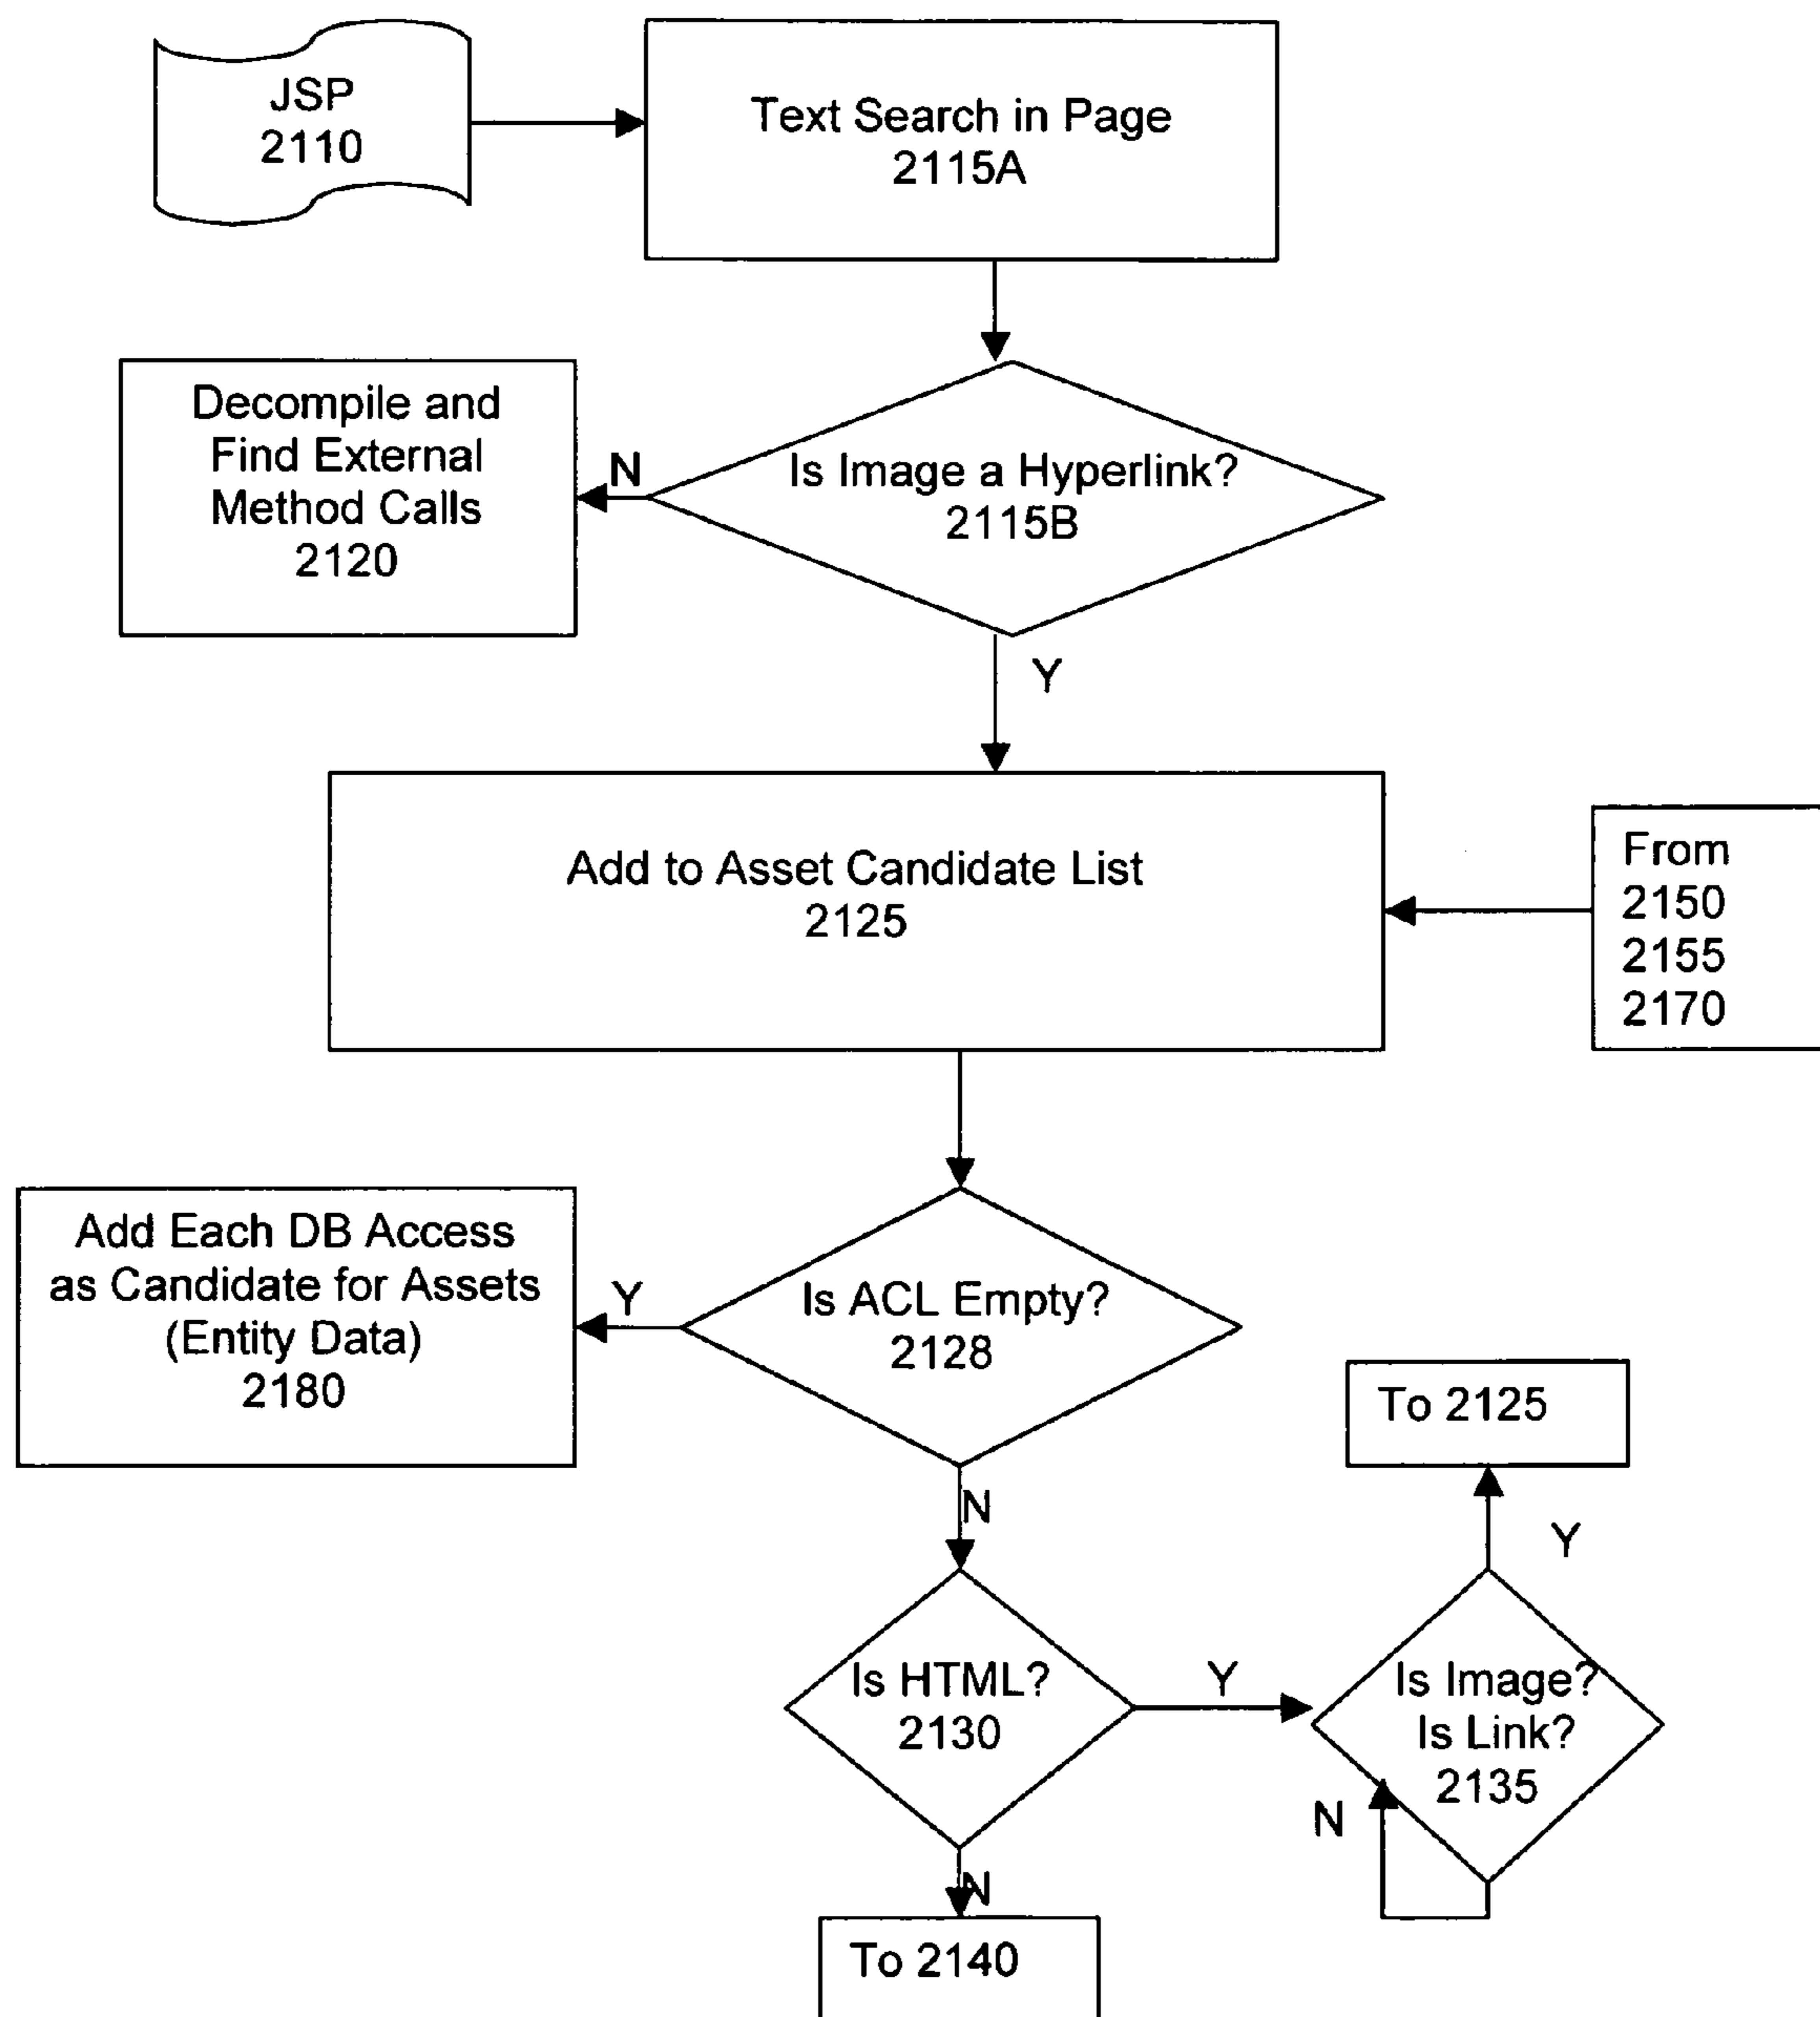 JSP
2110
Text Search in Page
2115A
Decompile and
Find External
Method Calls
2120
N
Is Image a Hyperlink?
2115B
Y
Add to Asset Candidate List
2125
From
2150
2155
2170
Add Each DB Access
as Candidate for Assets
(Entity Data)
2180
Y
Is ACL Empty?
2128
To 2125
N
Y
Is HTML?
2130
Y
Is Image?
Is Link?
2135
N
N
To 2140